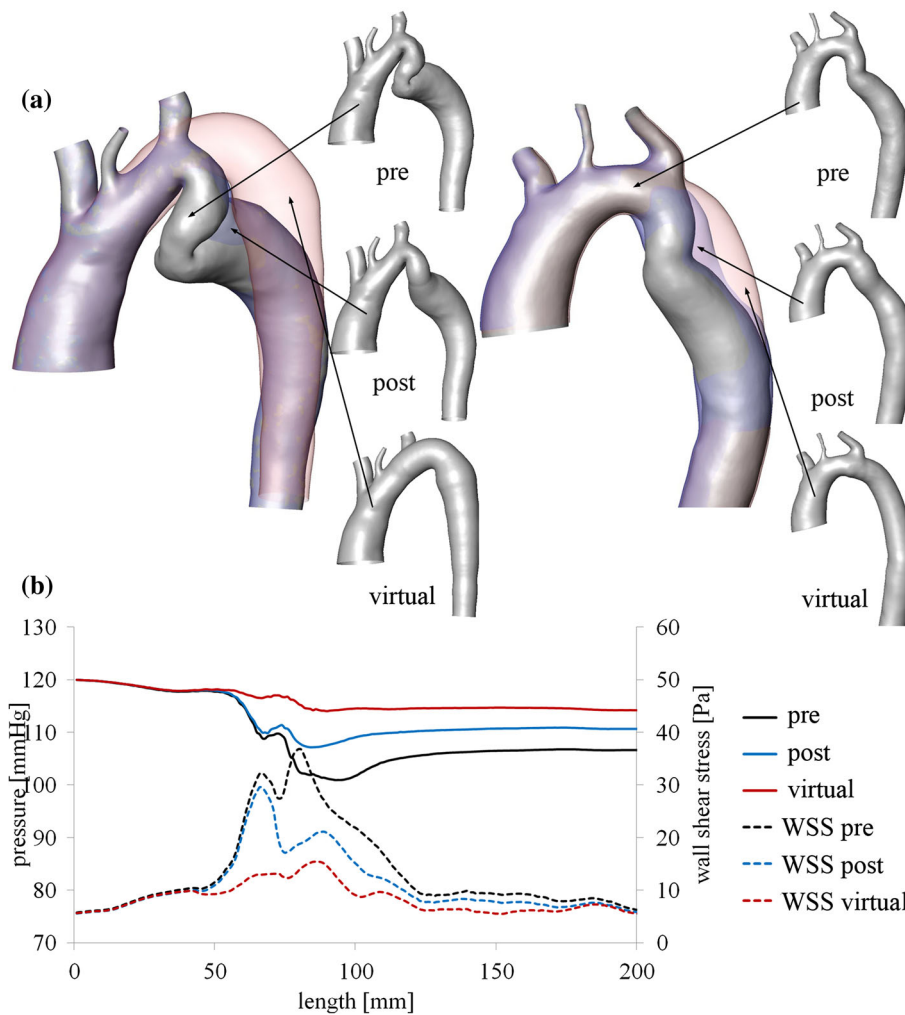 (a)
pre
pre
post
post
virtual
virtual
(b)
130
120
110
100
90
80
70
pressure [mmHg]
60
50
40
30
20
10
0
wall shear stress [Pa]
0
50
100
150
200
length [mm]
pre
post
virtual
WSS pre
WSS post
WSS virtual